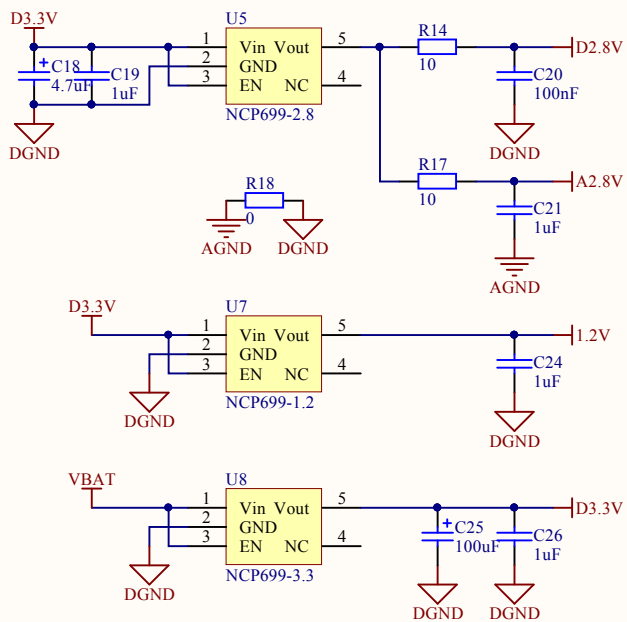 D3.3V
U5
1 Vin Vout 5
2 GND
3 EN NC 4
NCP699-2.8
C18
4.7uF
C19
1uF
DGND
R14
10
D2.8V
C20
100nF
DGND
R17
10
A2.8V
C21
1uF
AGND
R18
0
AGND
DGND
D3.3V
U7
1 Vin Vout 5
2 GND
3 EN NC 4
NCP699-1.2
DGND
1.2V
C24
1uF
DGND
VBAT
U8
1 Vin Vout 5
2 GND
3 EN NC 4
NCP699-3.3
DGND
D3.3V
C25
100uF
C26
1uF
DGND
DGND